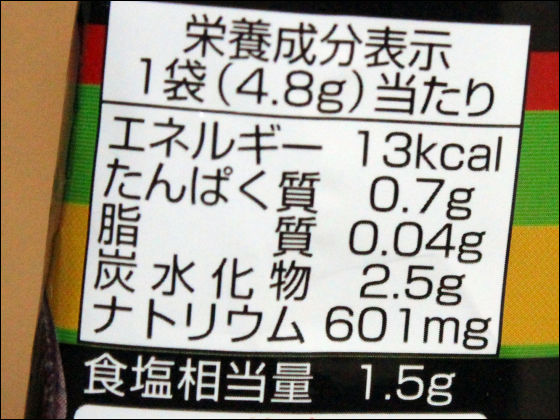 栄養成分表示
1袋(4.8g)当たり
エネルギー 13kcal
たんぱく質 0.7g
脂質 0.04g
炭水化物 2.5g
ナトリウム 601mg
食塩相当量 1.5g